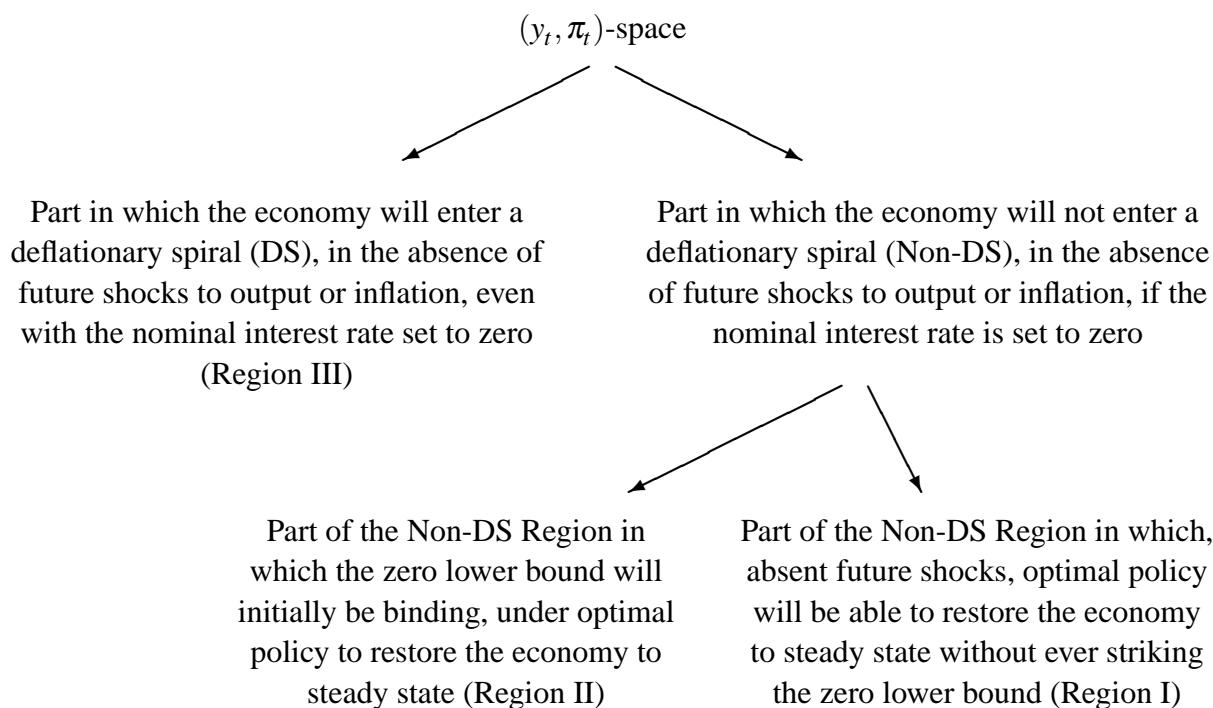 (y_t, π_t)-space
Part in which the economy will enter a
deflationary spiral (DS), in the absence of
future shocks to output or inflation, even
with the nominal interest rate set to zero
(Region III)
Part in which the economy will not enter a
deflationary spiral (Non-DS), in the absence
of future shocks to output or inflation, if the
nominal interest rate is set to zero
Part of the Non-DS Region in
which the zero lower bound will
initially be binding, under optimal
policy to restore the economy to
steady state (Region II)
Part of the Non-DS Region in which,
absent future shocks, optimal policy
will be able to restore the economy
to steady state without ever striking
the zero lower bound (Region I)